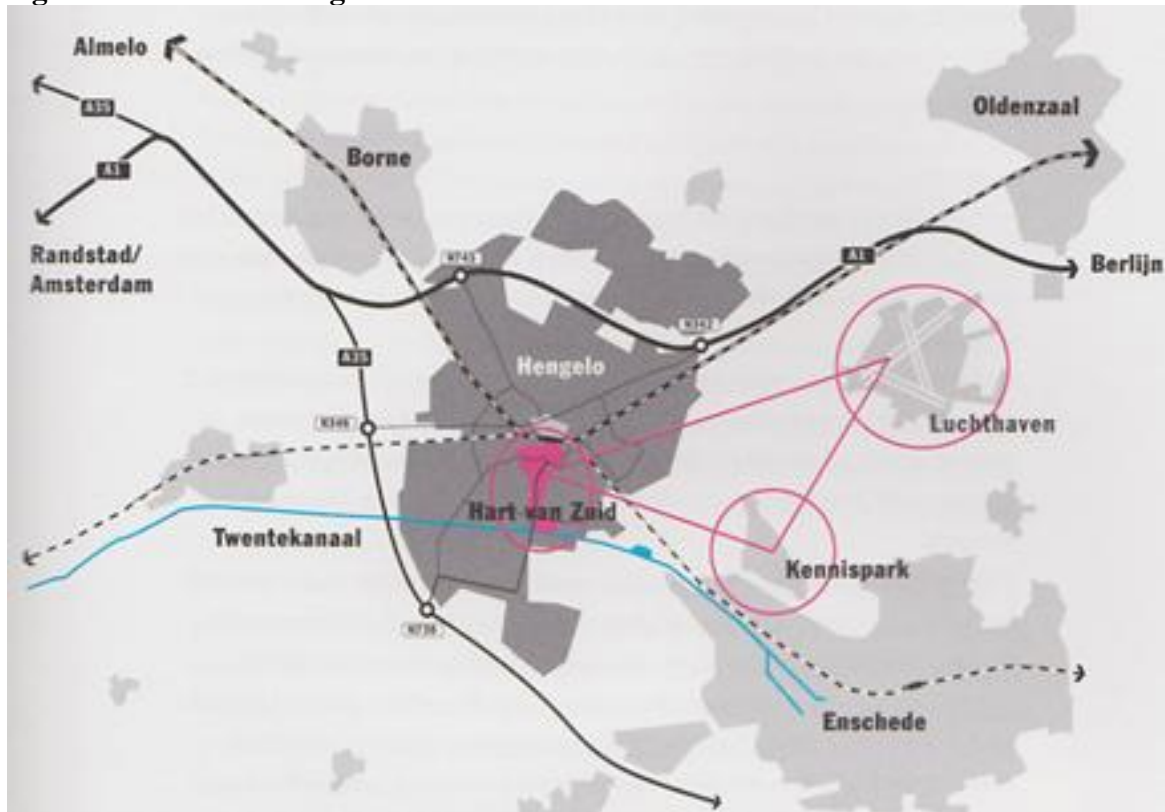 Almelo
Oldenzaal
A35
Borne
A1
Randstad/
Amsterdam
N743
A1
Berlijn
N342
A35
Hengelo
N346
Luchthaven
Hart van Zuid
Twentekanaal
Kennispark
N739
Enschede